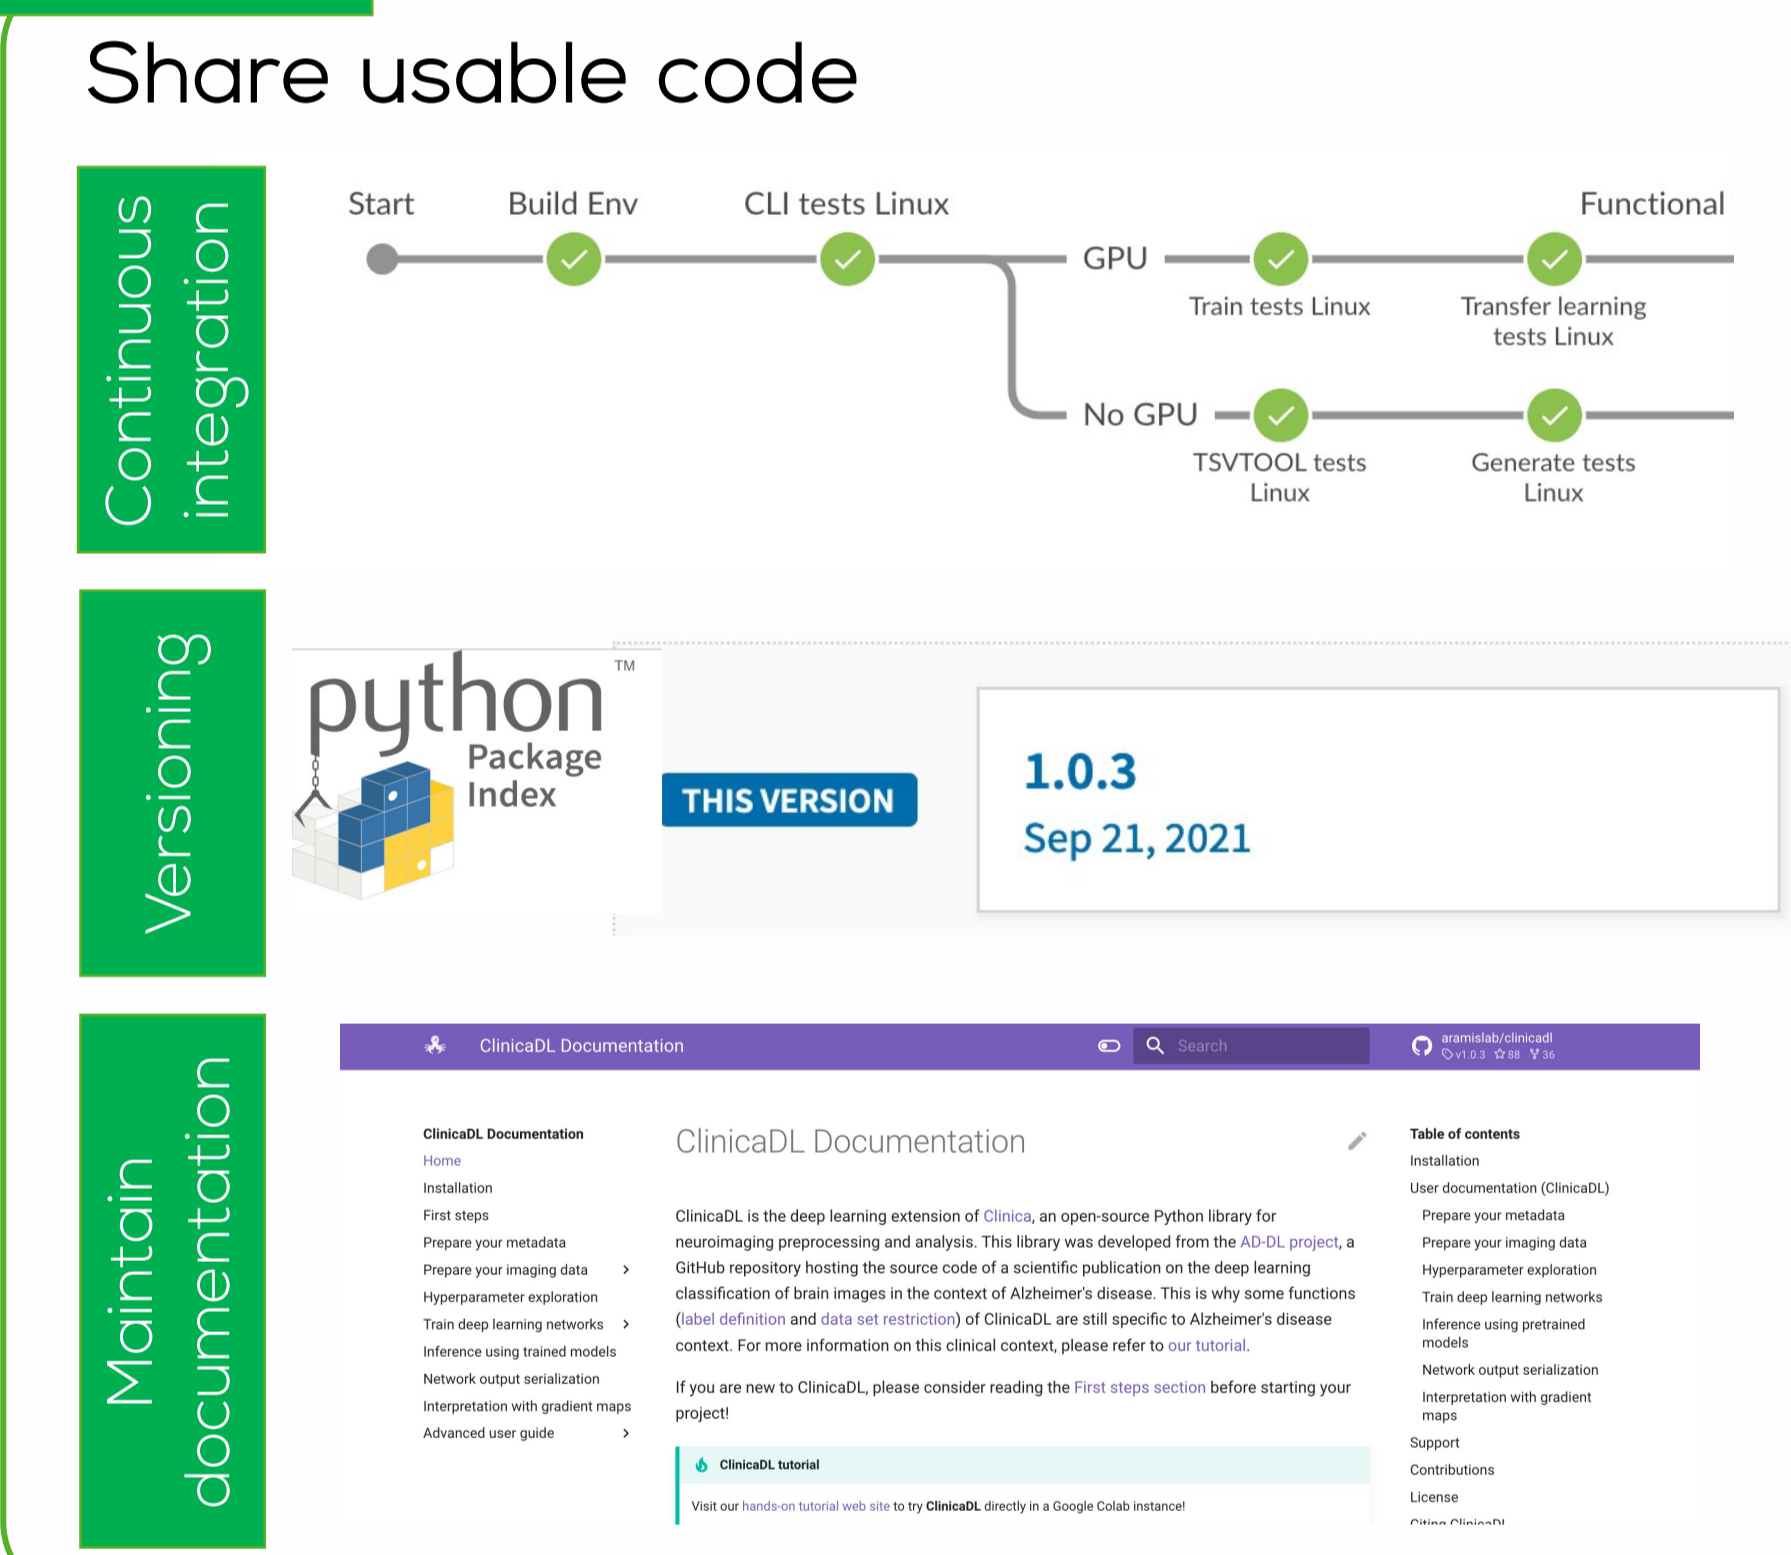 Share usable code
Continuous
integration
Start
Build Env
CLI tests Linux
Functional
GPU
Train tests Linux
Transfer learning
tests Linux
No GPU
TSVTOOL tests
Linux
Generate tests
Linux
Versioning
python
TM
Package
Index
THIS VERSION
1.0.3
Sep 21, 2021
Maintain
documentation
ClinicaDL Documentation
Search
aramislab/clinicadl
v1.0.3 88 36
ClinicaDL Documentation
Home
Installation
First steps
Prepare your metadata
Prepare your imaging data
Hyperparameter exploration
Train deep learning networks
Inference using trained models
Network output serialization
Interpretation with gradient maps
Advanced user guide
ClinicaDL Documentation
ClinicaDL is the deep learning extension of Clinica, an open-source Python library for
neuroimaging preprocessing and analysis. This library was developed from the AD-DL project, a
GitHub repository hosting the source code of a scientific publication on the deep learning
classification of brain images in the context of Alzheimer's disease. This is why some functions
(label definition and data set restriction) of ClinicaDL are still specific to Alzheimer's disease
context. For more information on this clinical context, please refer to our tutorial.
If you are new to ClinicaDL, please consider reading the First steps section before starting your
project!
ClinicaDL tutorial
Visit our hands-on tutorial web site to try ClinicaDL directly in a Google Colab instance!
Table of contents
Installation
User documentation (ClinicaDL)
Prepare your metadata
Prepare your imaging data
Hyperparameter exploration
Train deep learning networks
Inference using pretrained
models
Network output serialization
Interpretation with gradient
maps
Support
Contributions
License
Citing ClinicaDL